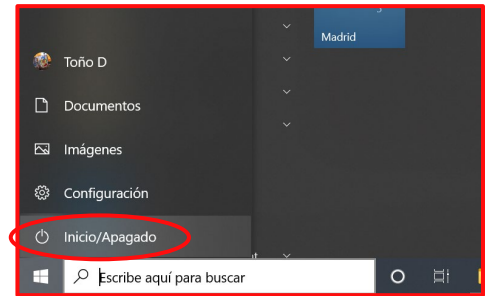 Madrid
Toño D
Documentos
Imágenes
Configuración
Inicio/Apagado
Escribe aquí para buscar